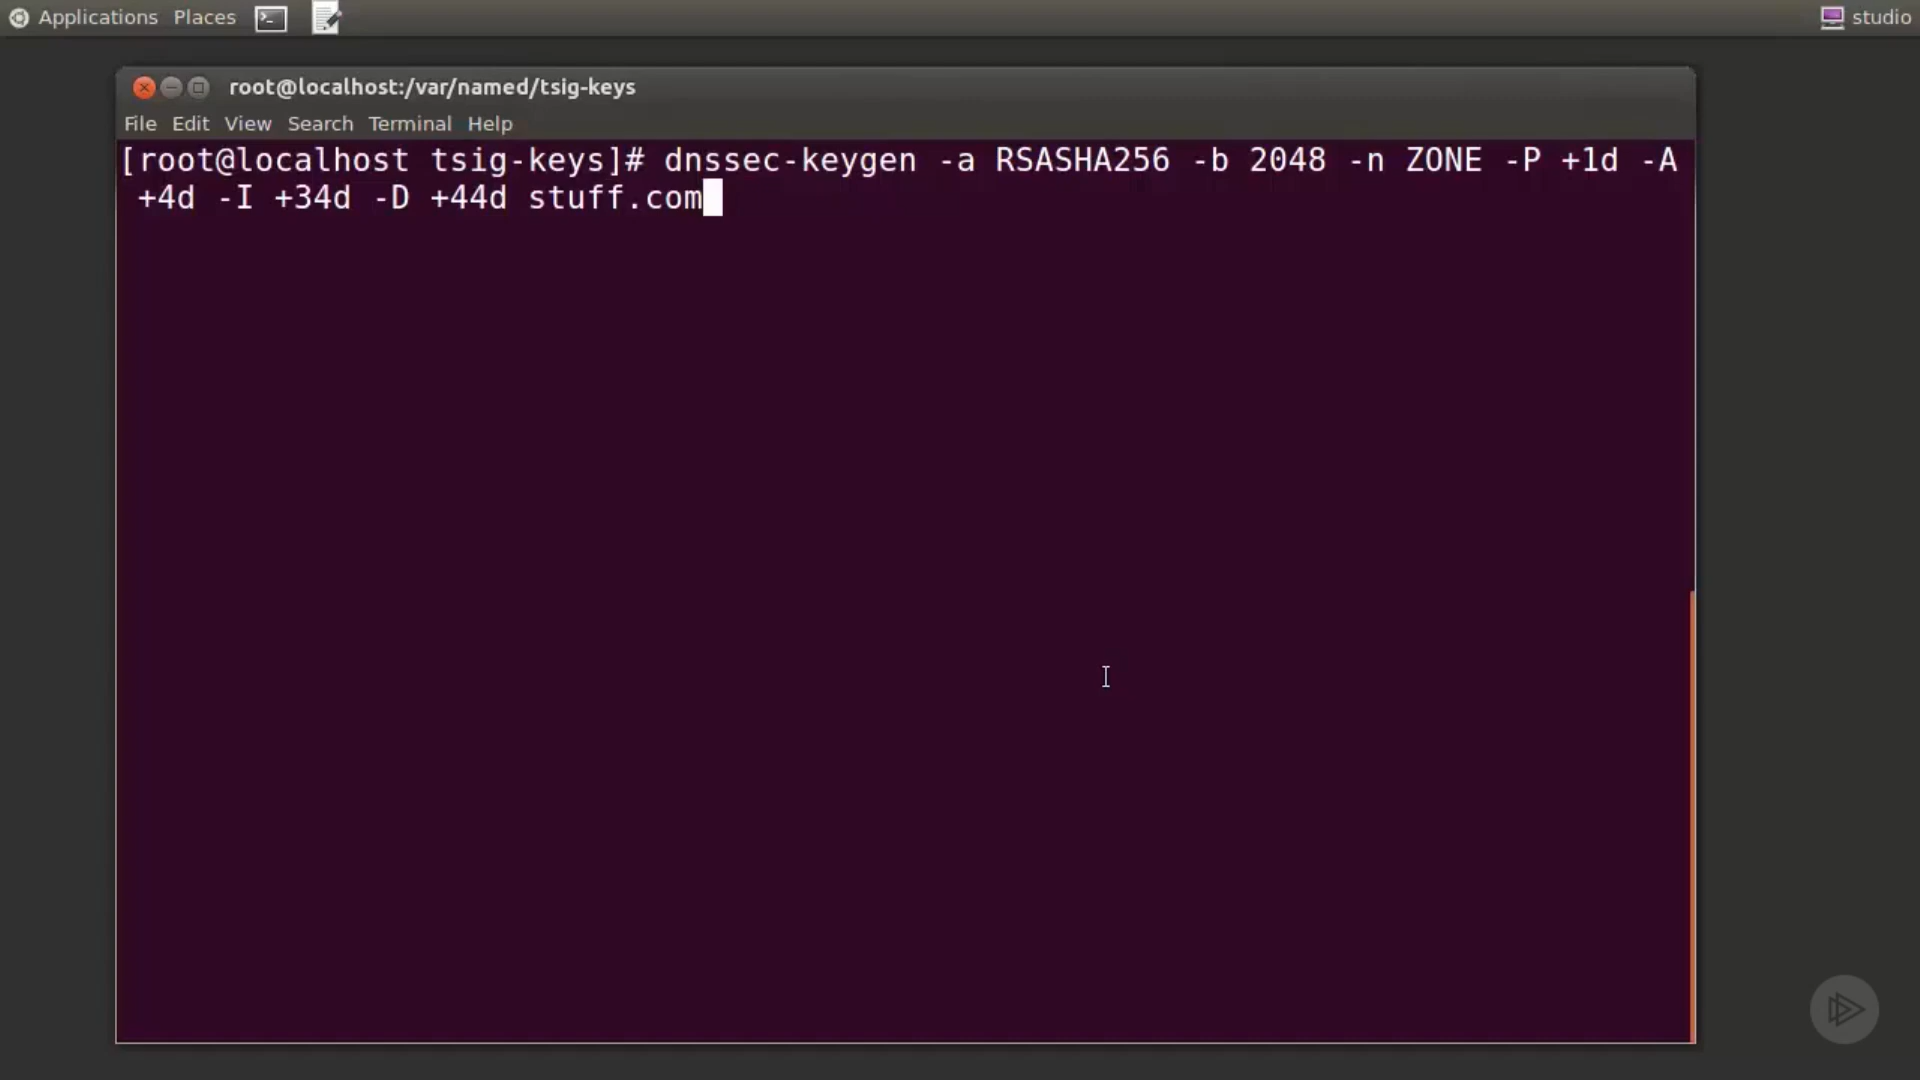 Applications Places studio
root@localhost:/var/named/tsig-keys
File Edit View Search Terminal Help
[root@localhost tsig-keys]# dnssec-keygen -a RSASHA256 -b 2048 -n ZONE -P +1d -A
+4d -I +34d -D +44d stuff.com